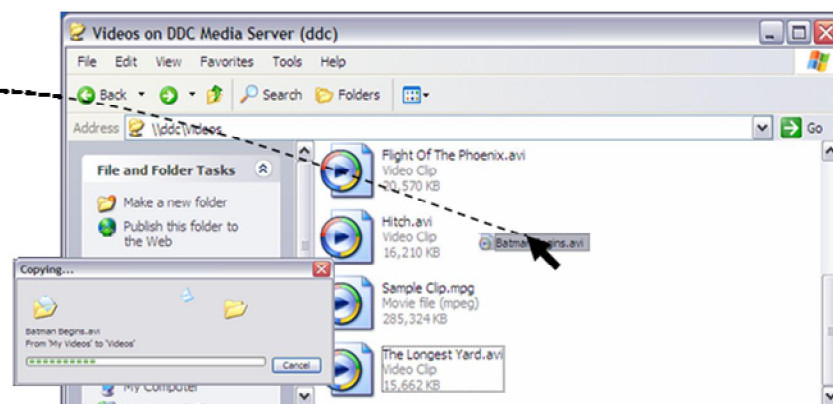 Videos on DDC Media Server (ddc)
File Edit View Favorites Tools Help
Back Search Folders
Address \\ddc\Videos Go
File and Folder Tasks
Make a new folder
Publish this folder to
the Web
Flight Of The Phoenix.avi
Video Clip
20,570 KB
Hitch.avi
Video Clip
16,210 KB
Batman Begins.avi
Sample Clip.mpg
Movie file (mpeg)
285,324 KB
The Longest Yard.avi
Video Clip
15,662 KB
Copying...
Batman Begins.avi
From 'My Videos' to 'Videos'
Cancel
My Computer